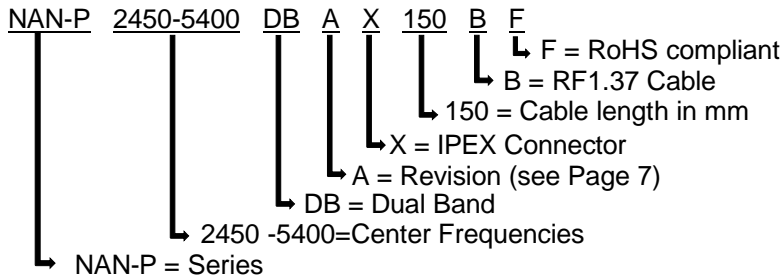 NAN-P 2450-5400 DB A X 150 B F
F = RoHS compliant
B = RF1.37 Cable
150 = Cable length in mm
X = IPEX Connector
A = Revision (see Page 7)
DB = Dual Band
2450 -5400=Center Frequencies
NAN-P = Series